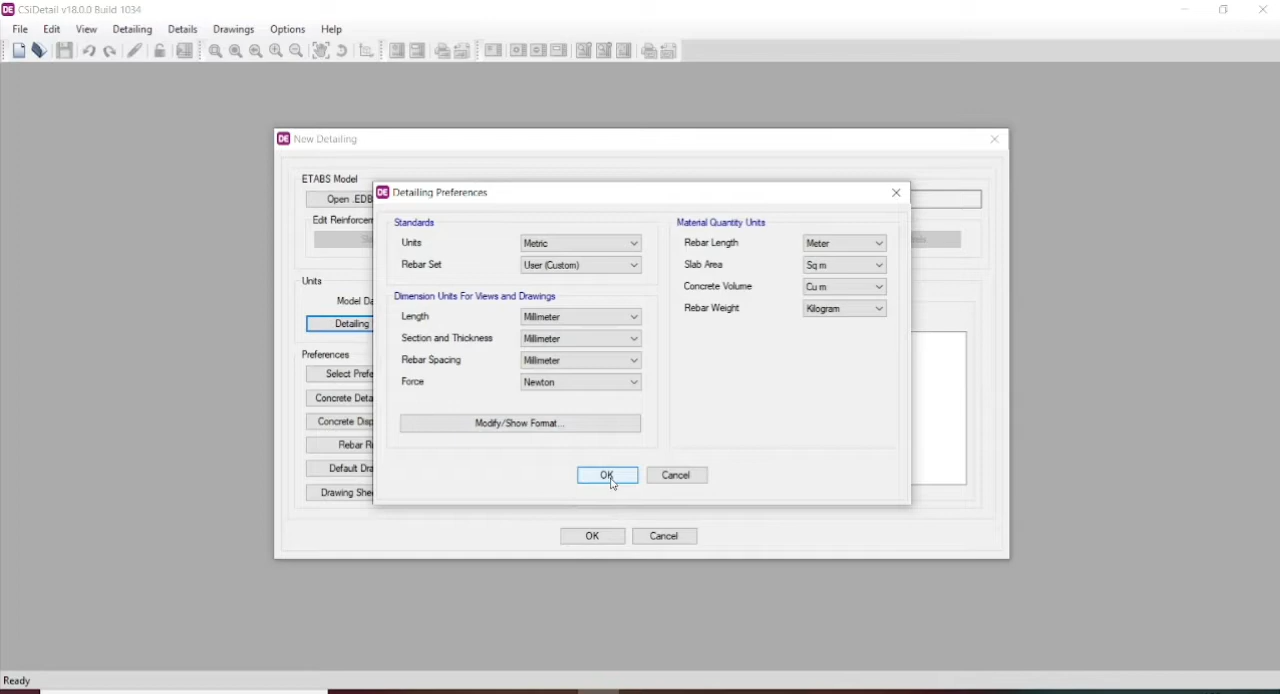 CSiDetail v18.0.0 Build 1034
File Edit View Detailing Details Drawings Options Help
New Detailing
ETABS Model
Open .EDB
Edit Reinforcem
Units
Model Da
Detailing
Preferences
Select Prefe
Concrete Deta
Concrete Disp
Rebar R
Default Dra
Drawing Shee
Detailing Preferences
Standards
Units Metric
Rebar Set User (Custom)
Dimension Units For Views and Drawings
Length Millimeter
Section and Thickness Millimeter
Rebar Spacing Millimeter
Force Newton
Modify/Show Format...
Material Quantity Units
Rebar Length Meter
Slab Area Sq m
Concrete Volume Cu m
Rebar Weight Kilogram
OK Cancel
OK Cancel
Ready